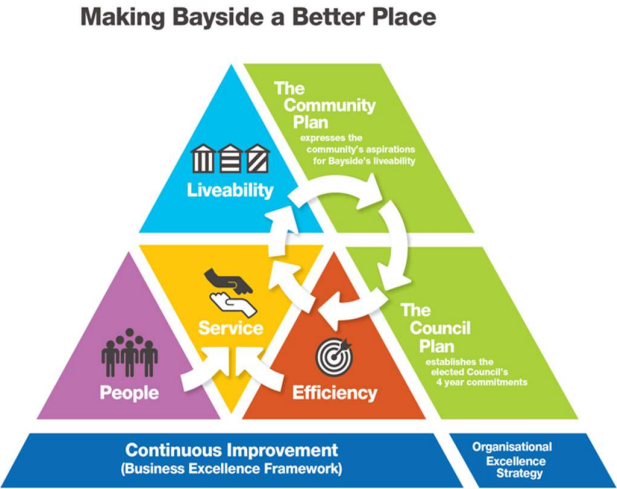 Making Bayside a Better Place
The
Community
Plan
expresses the
community's aspirations
for Bayside's liveability
Liveability
Service
People
Efficiency
The
Council
Plan
establishes the
elected Council's
4 year commitments
Continuous Improvement
(Business Excellence Framework)
Organisational
Excellence
Strategy